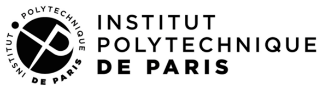 INSTITUT POLYTECHNIQUE DE PARIS
INSTITUT
POLYTECHNIQUE
DE PARIS